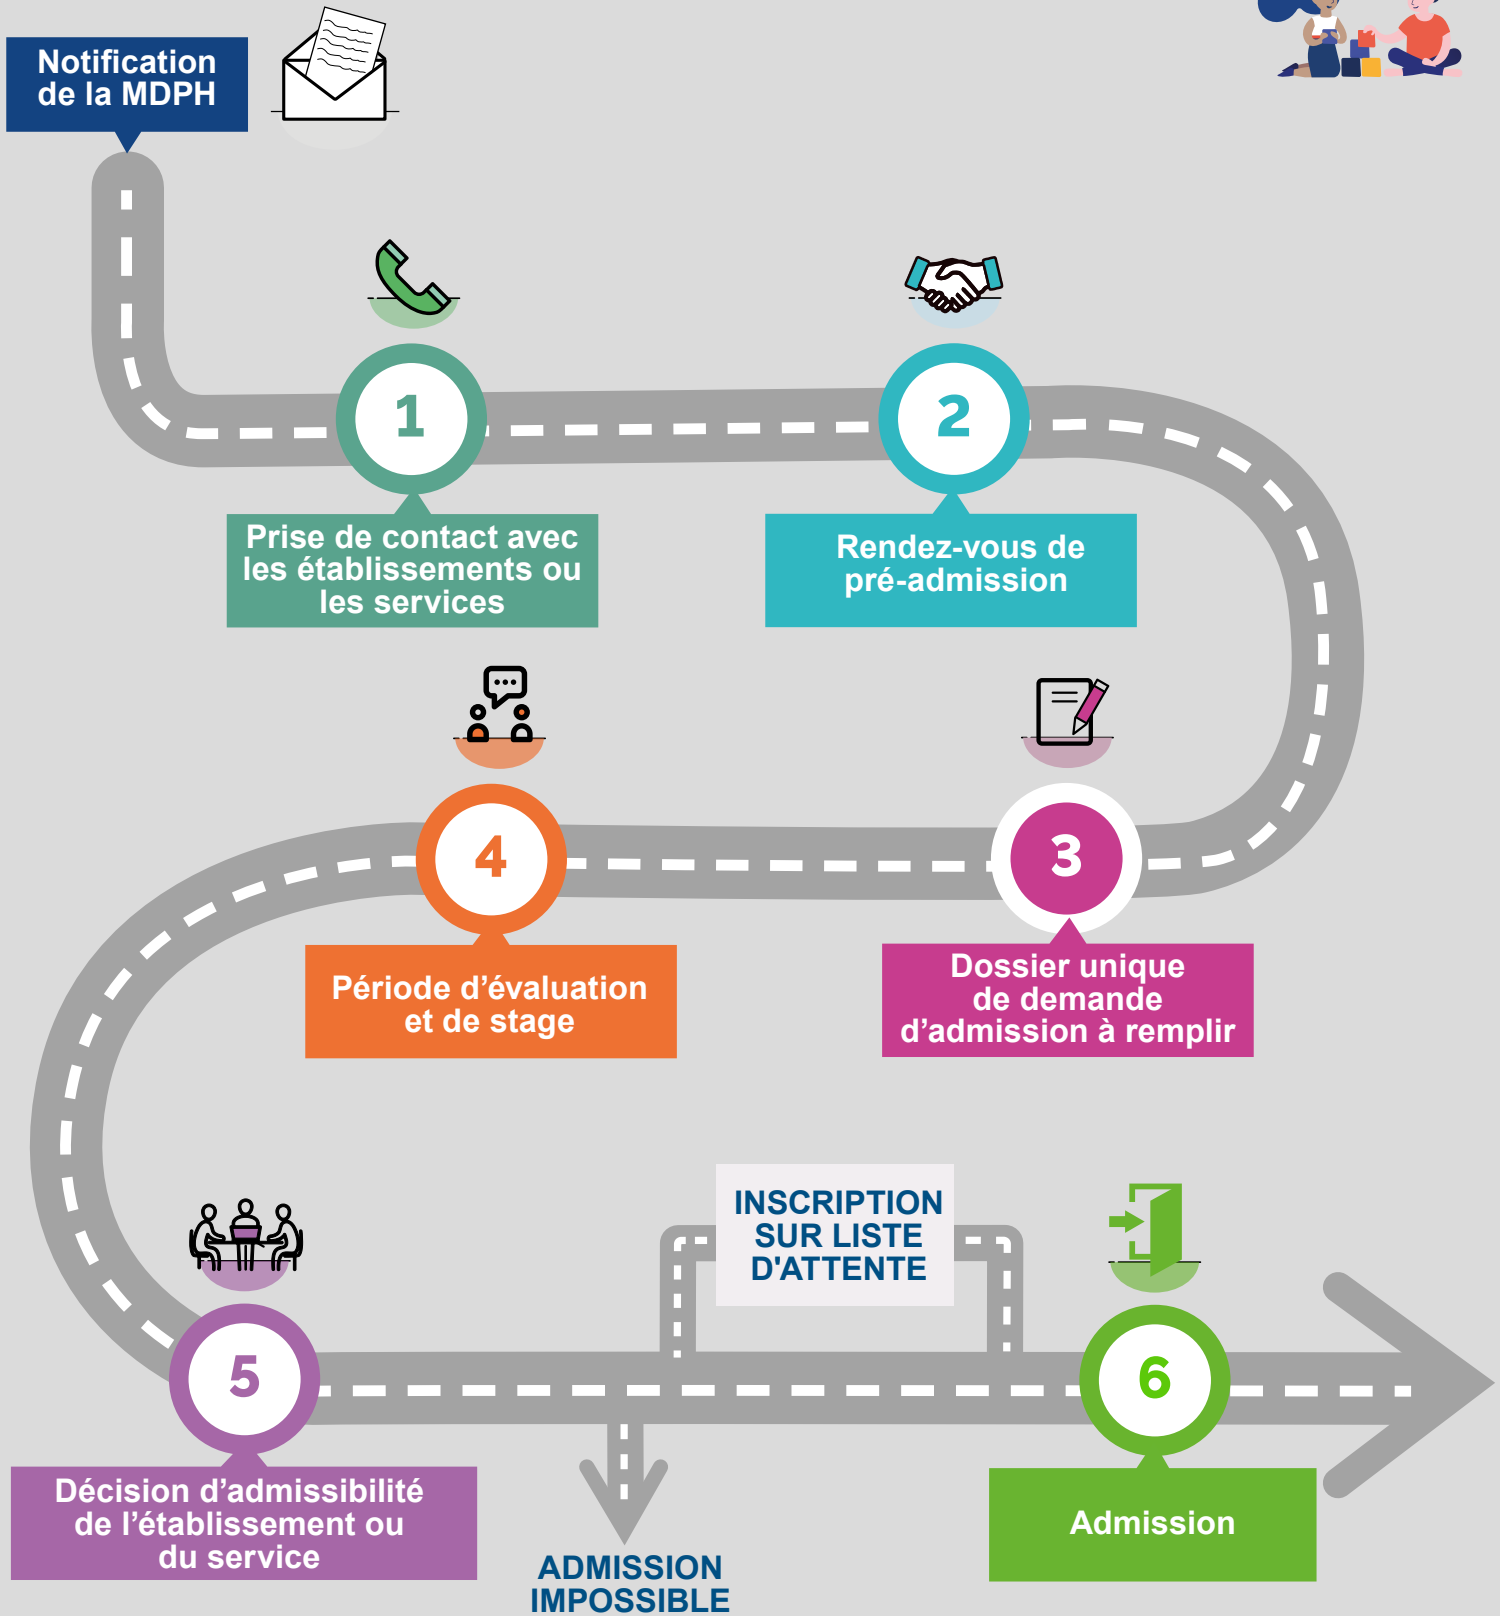 Notification
de la MDPH
1
Prise de contact avec
les établissements ou
les services
2
Rendez-vous de
pré-admission
3
Dossier unique
de demande
d’admission à remplir
4
Période d’évaluation
et de stage
5
Décision d’admissibilité
de l’établissement ou
du service
INSCRIPTION
SUR LISTE
D'ATTENTE
ADMISSION
IMPOSSIBLE
6
Admission